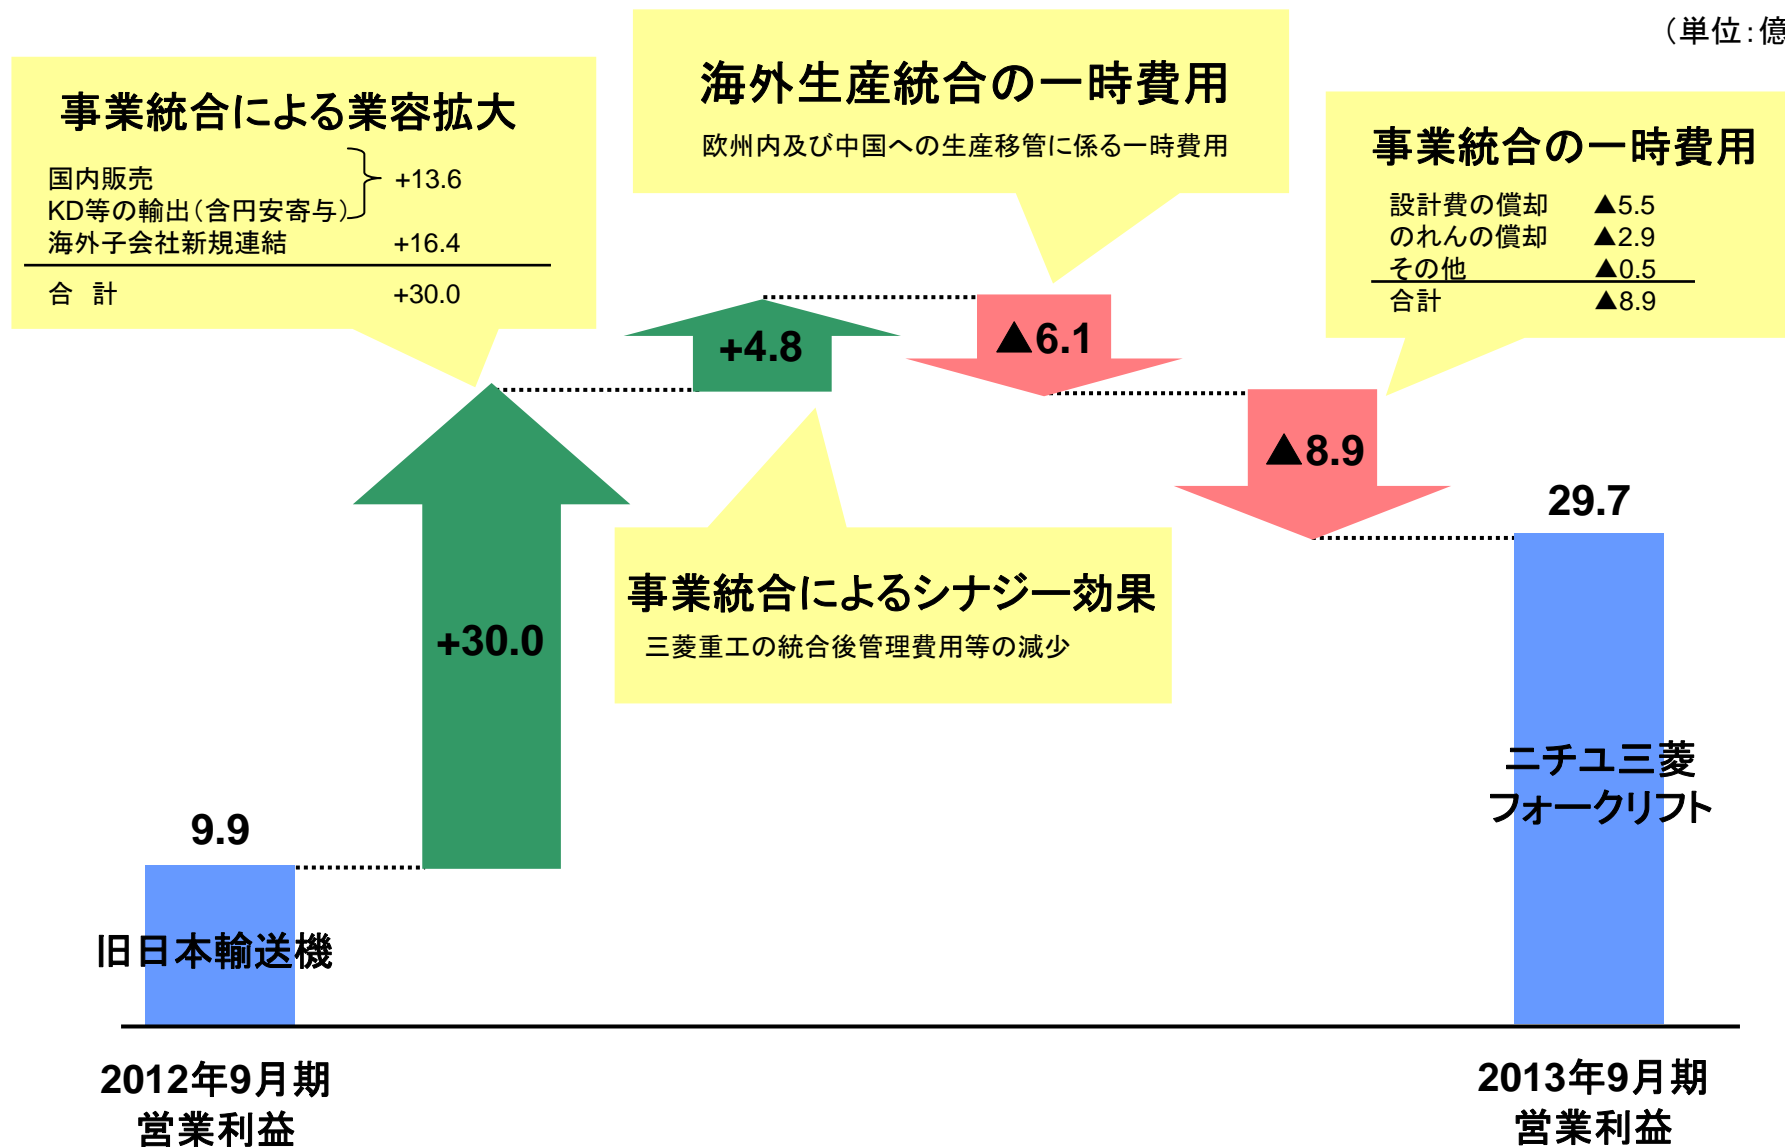 （単位：億
事業統合による業容拡大
国内販売
+13.6
KD等の輸出（含円安寄与）
海外子会社新規連結 +16.4
合 計 +30.0
海外生産統合の一時費用
欧州内及び中国への生産移管に係る一時費用
事業統合の一時費用
設計費の償却 ▲5.5
のれんの償却 ▲2.9
その他 ▲0.5
合計 ▲8.9
+4.8
▲6.1
▲8.9
+30.0
事業統合によるシナジー効果
三菱重工の統合後管理費用等の減少
9.9
旧日本輸送機
29.7
ニチユ三菱
フォークリフト
2012年9月期
営業利益
2013年9月期
営業利益